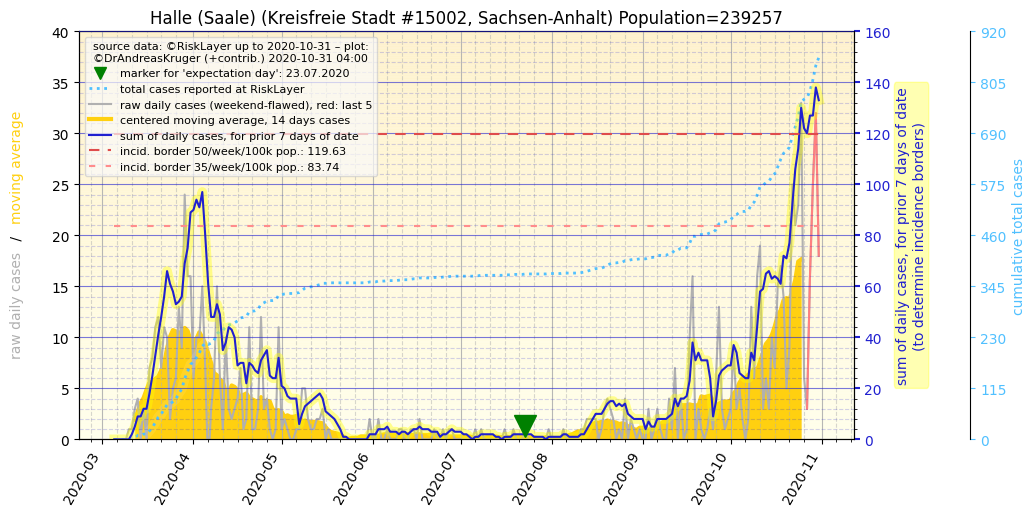 Halle (Saale) (Kreisfreie Stadt #15002, Sachsen-Anhalt) Population=239257
source data: ©RiskLayer up to 2020-10-31 – plot:
©DrAndreasKruger (+contrib.) 2020-10-31 04:00
marker for 'expectation day': 23.07.2020
total cases reported at RiskLayer
raw daily cases (weekend-flawed), red: last 5
centered moving average, 14 days cases
sum of daily cases, for prior 7 days of date
incid. border 50/week/100k pop.: 119.63
incid. border 35/week/100k pop.: 83.74
raw daily cases / moving average
40
35
30
25
20
15
10
5
0
2020-03
2020-04
2020-05
2020-06
2020-07
2020-08
2020-09
2020-10
2020-11
160
140
120
100
80
60
40
20
0
sum of daily cases, for prior 7 days of date
(to determine incidence borders)
920
805
690
575
460
345
230
115
0
cumulative total cases